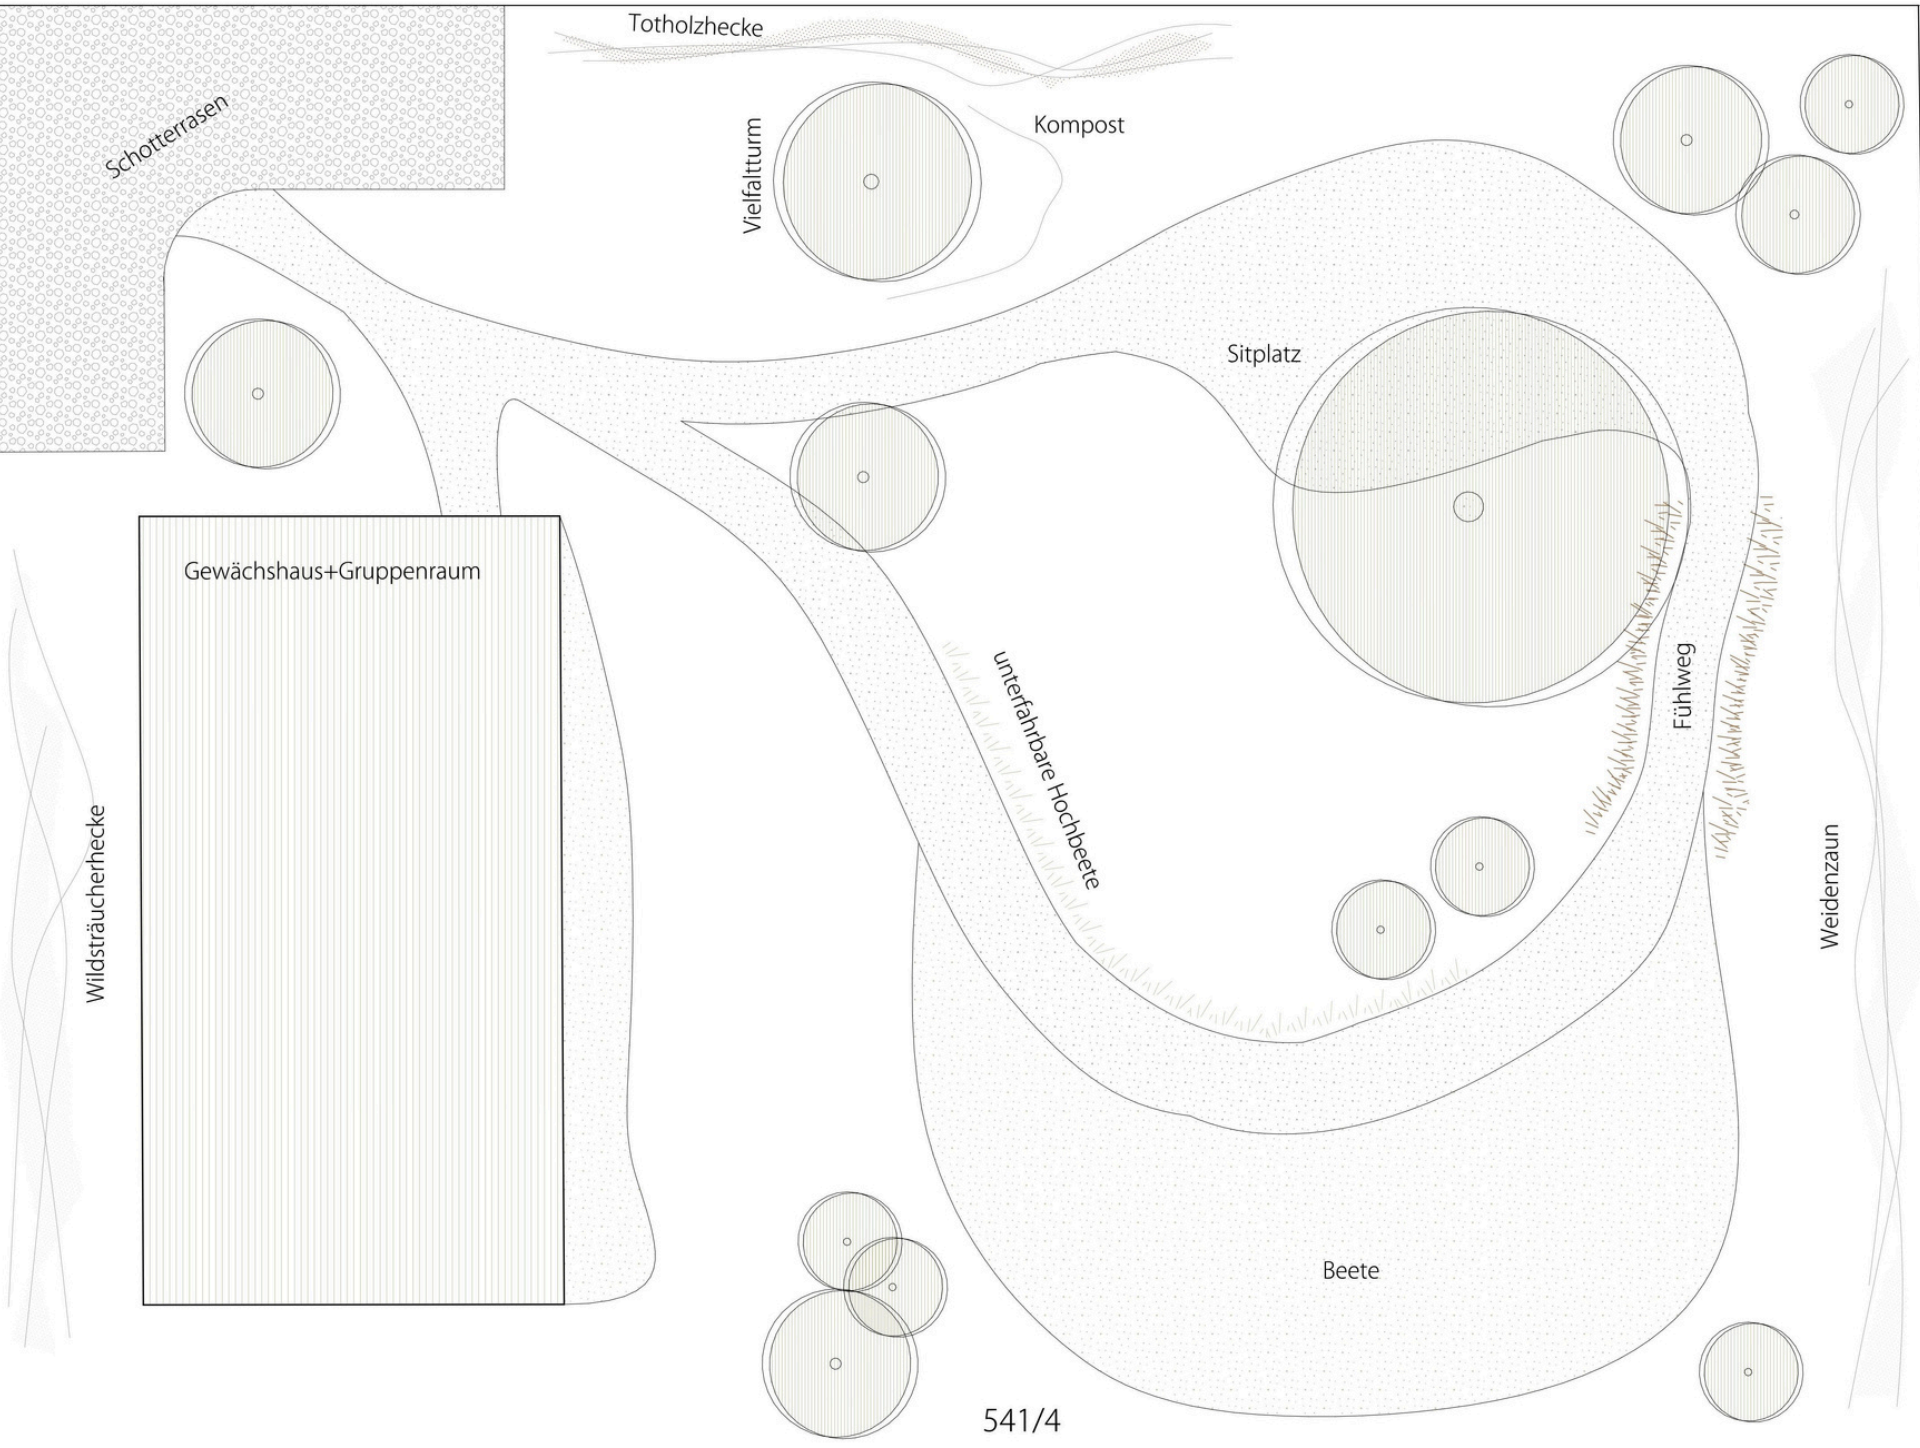 Totholzhecke
Schotterrasen
Vielfaltturm
Kompost
Sitplatz
Gewächshaus+Gruppenraum
unterfahrbare Hochbeete
Fühlweg
Wildsträucherhecke
Weidenzaun
Beete
541/4